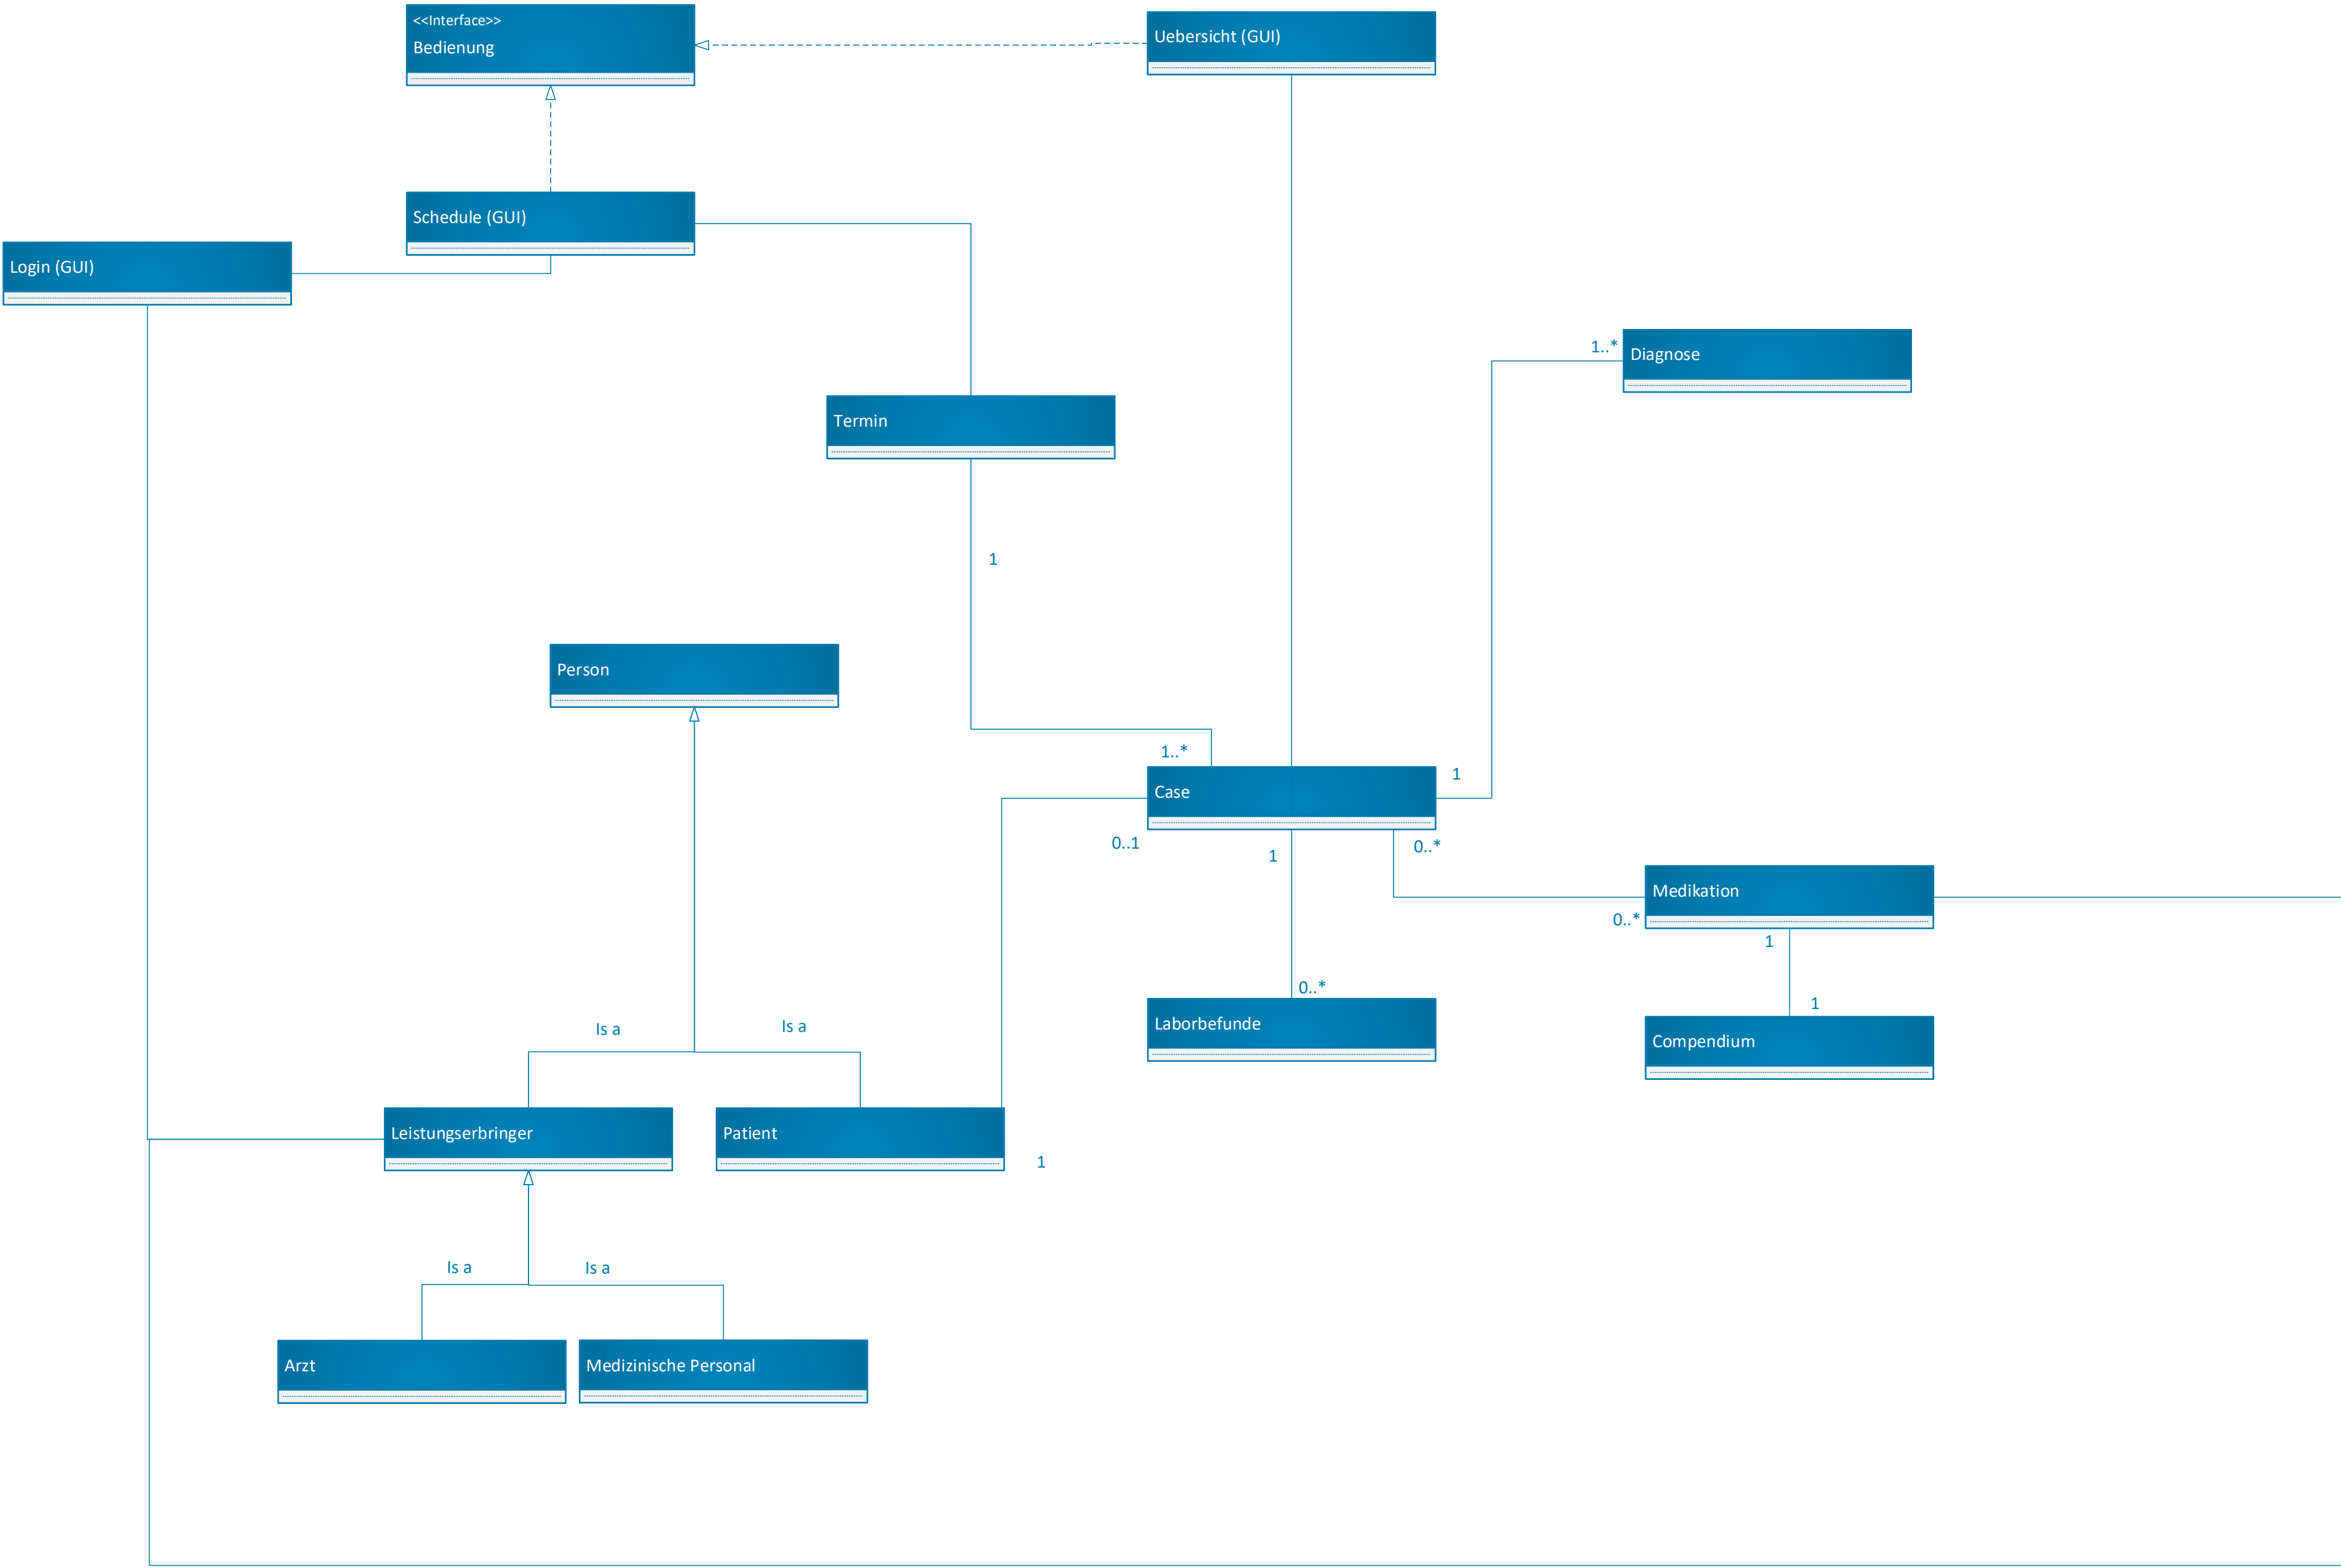 <<Interface>>
Bedienung
Uebersicht (GUI)
Schedule (GUI)
Login (GUI)
1..*
Diagnose
Termin
1
Person
1..*
1
Case
0..1
1
0..*
Medikation
0..*
1
0..*
1
Laborbefunde
Compendium
Is a
Is a
Leistungserbringer
Patient
1
Is a
Is a
Arzt
Medizinische Personal